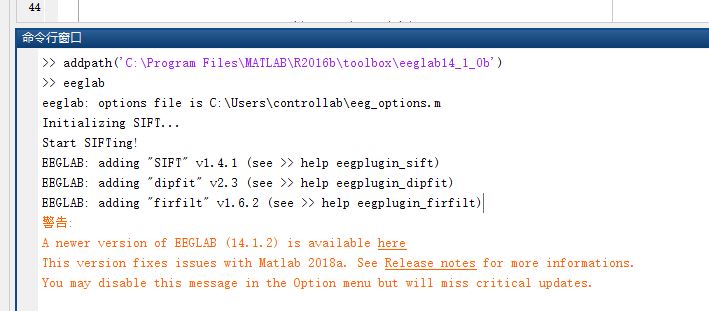 44
命令行窗口
>> addpath('C:\Program Files\MATLAB\R2016b\toolbox\eeglab14_1_0b')
>> eeglab
eeglab: options file is C:\Users\controllab\eeg_options.m
Initializing SIFT...
Start SIFTing!
EEGLAB: adding "SIFT" v1.4.1 (see >> help eegplugin_sift)
EEGLAB: adding "dipfit" v2.3 (see >> help eegplugin_dipfit)
EEGLAB: adding "firfilt" v1.6.2 (see >> help eegplugin_firfilt)
警告:
A newer version of EEGLAB (14.1.2) is available here
This version fixes issues with Matlab 2018a. See Release notes for more informations.
You may disable this message in the Option menu but will miss critical updates.